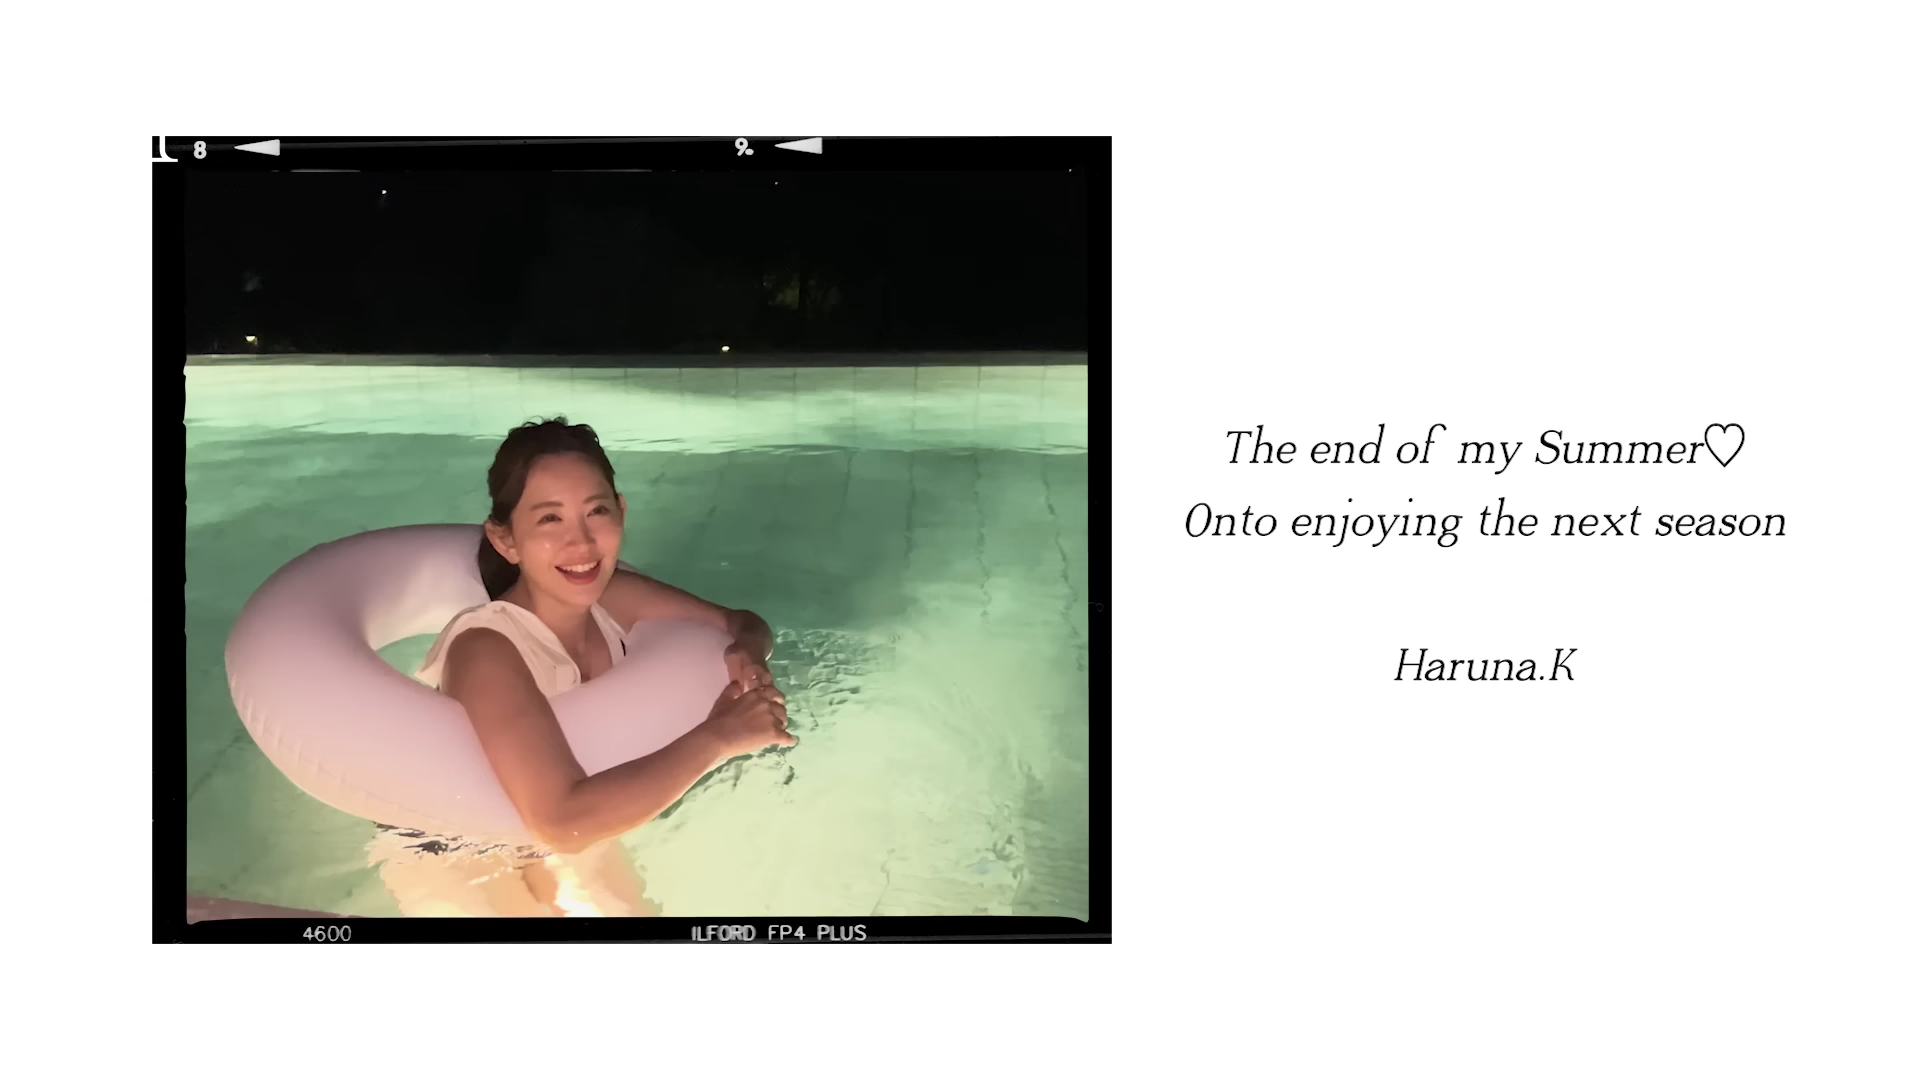 8
9
The end of my Summer♡
Onto enjoying the next season
Haruna.K
4600
ILFORD FP4 PLUS